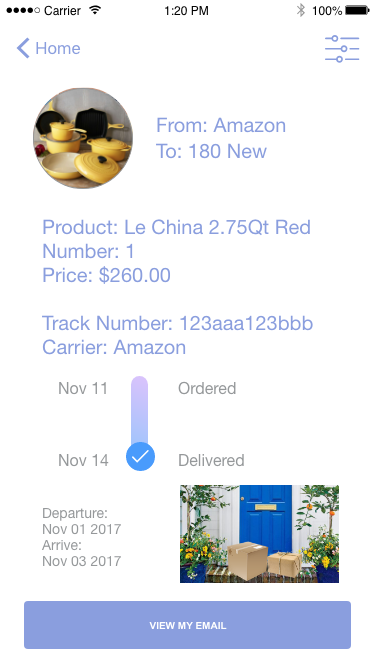 Carrier 1:20 PM 100%
Home
From: Amazon
To: 180 New
Product: Le China 2.75Qt Red
Number: 1
Price: $260.00
Track Number: 123aaa123bbb
Carrier: Amazon
Nov 11 Ordered
Nov 14 Delivered
Departure:
Nov 01 2017
Arrive:
Nov 03 2017
VIEW MY EMAIL